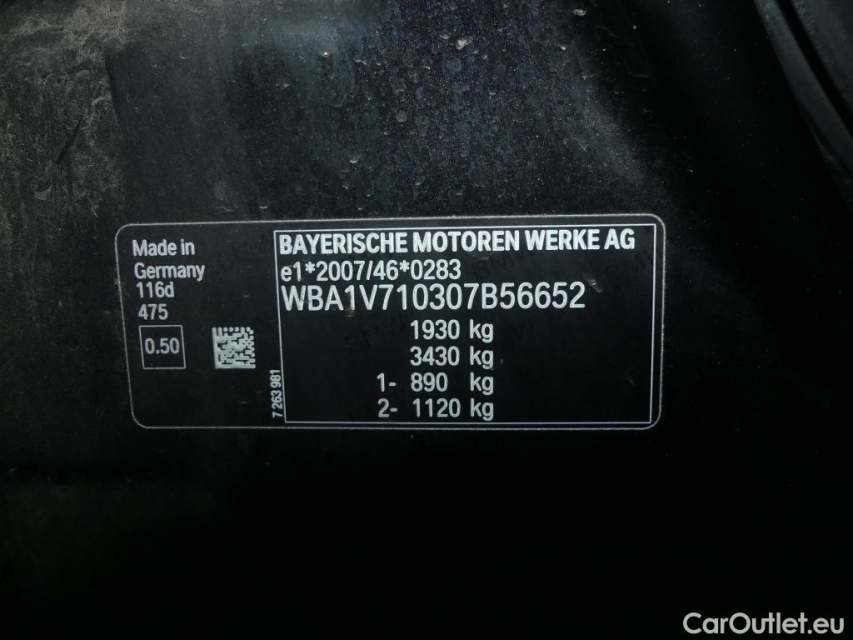 Made in
Germany
116d
475
0.50
7 263 981
BAYERISCHE MOTOREN WERKE AG
e1*2007/46*0283
WBA1V710307B56652
1930 kg
3430 kg
1- 890 kg
2- 1120 kg
CarOutlet.eu